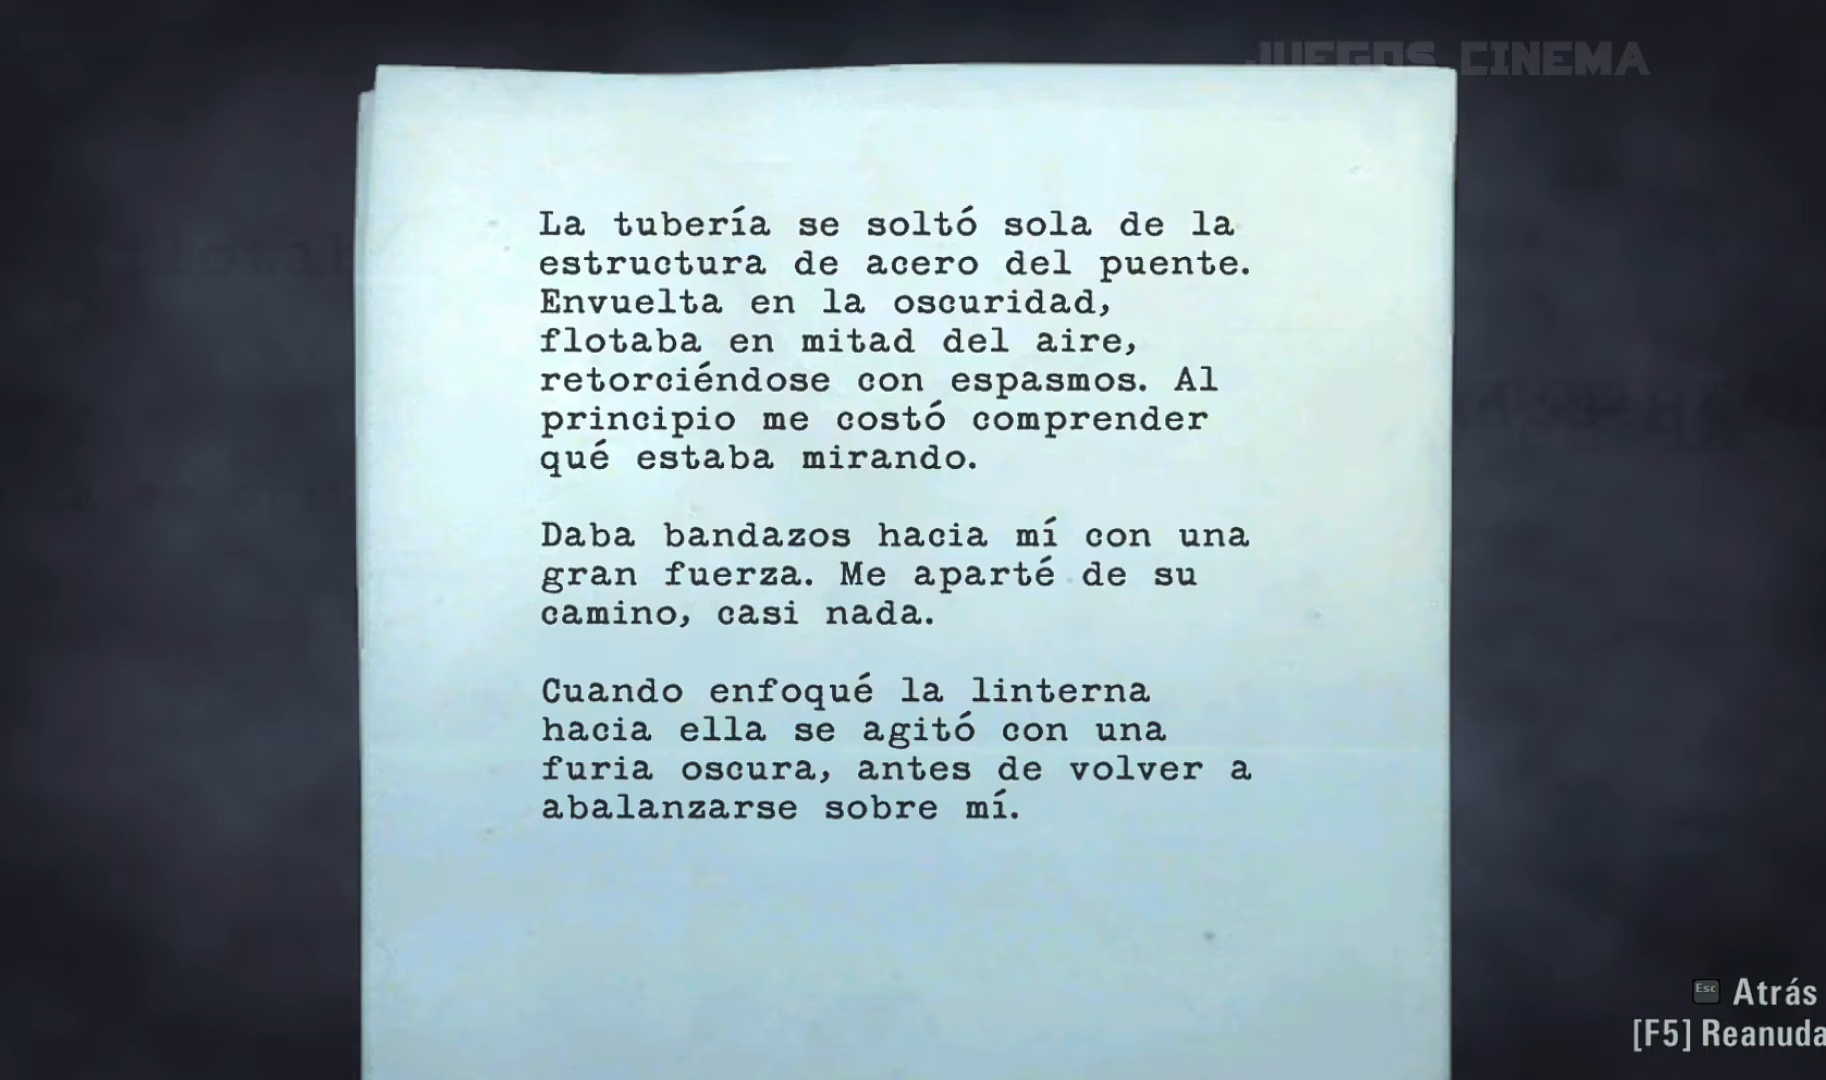 JUEGOS CINEMA
La tubería se soltó sola de la
estructura de acero del puente.
Envuelta en la oscuridad,
flotaba en mitad del aire,
retorciéndose con espasmos. Al
principio me costó comprender
qué estaba mirando.
Daba bandazos hacia mí con una
gran fuerza. Me aparté de su
camino, casi nada.
Cuando enfoqué la linterna
hacia ella se agitó con una
furia oscura, antes de volver a
abalanzarse sobre mí.
Esc Atrás
[F5] Reanuda